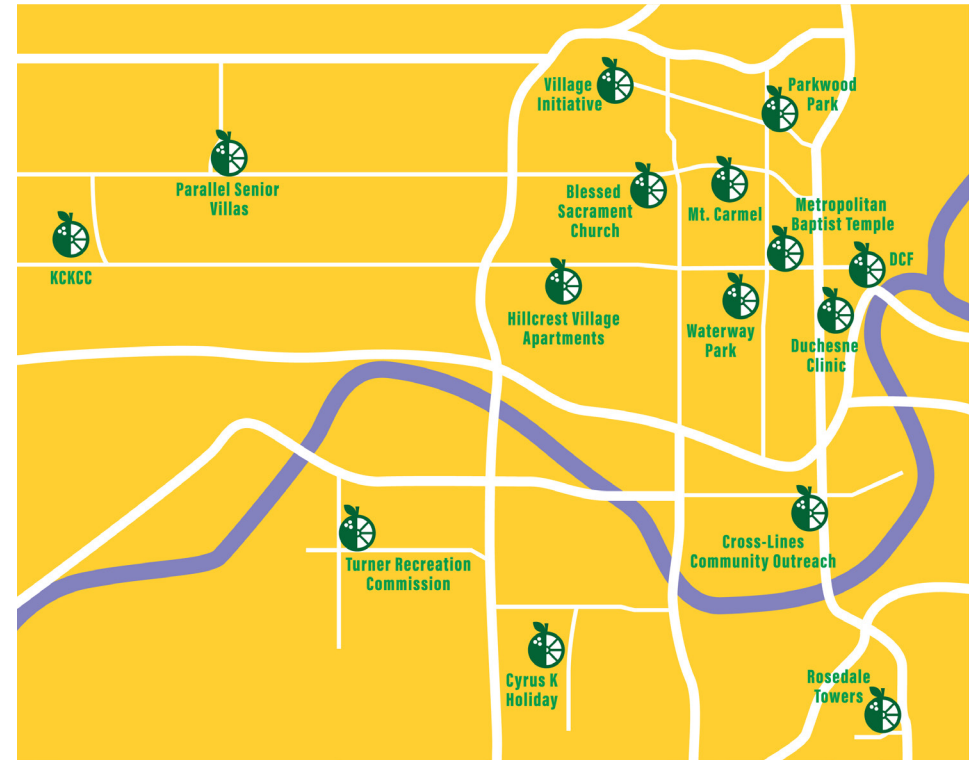 Village
Initiative
Parkwood
Park
Parallel Senior
Villas
Blessed
Sacrament
Church
Mt. Carmel
Metropolitan
Baptist Temple
KCKCC
DCF
Hillcrest Village
Apartments
Waterway
Park
Duchesne
Clinic
Turner Recreation
Commission
Cross-Lines
Community Outreach
Cyrus K
Holiday
Rosedale
Towers